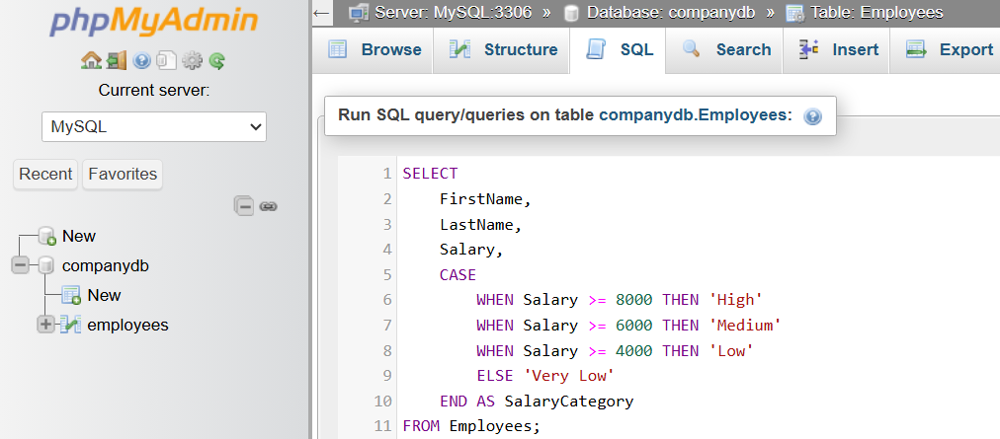 phpMyAdmin
Current server:
MySQL
Recent Favorites
New
companydb
New
employees
Server: MySQL:3306 » Database: companydb » Table: Employees
Browse Structure SQL Search Insert Export
Run SQL query/queries on table companydb.Employees:
1 SELECT
2 FirstName,
3 LastName,
4 Salary,
5 CASE
6 WHEN Salary >= 8000 THEN 'High'
7 WHEN Salary >= 6000 THEN 'Medium'
8 WHEN Salary >= 4000 THEN 'Low'
9 ELSE 'Very Low'
10 END AS SalaryCategory
11 FROM Employees;